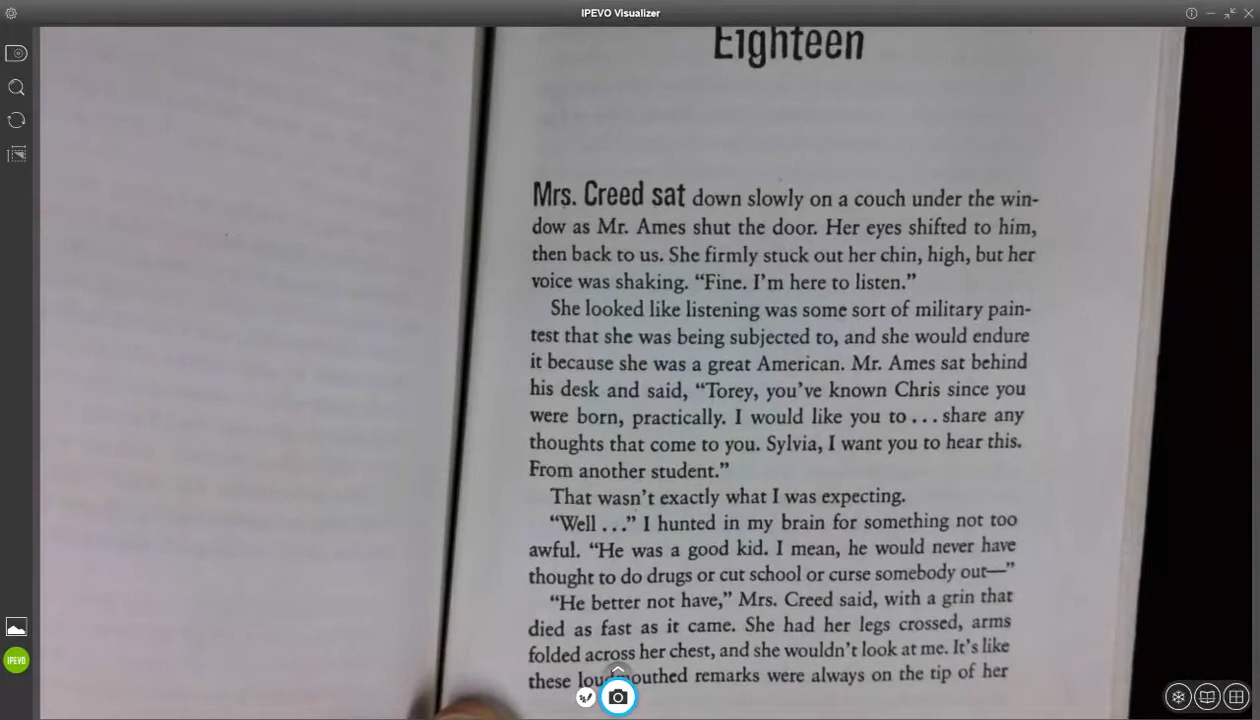 IPEVO Visualizer
Eighteen
Mrs. Creed sat down slowly on a couch under the win-
dow as Mr. Ames shut the door. Her eyes shifted to him,
then back to us. She firmly stuck out her chin, high, but her
voice was shaking. “Fine. I’m here to listen.”
She looked like listening was some sort of military pain-
test that she was being subjected to, and she would endure
it because she was a great American. Mr. Ames sat behind
his desk and said, “Torey, you’ve known Chris since you
were born, practically. I would like you to . . . share any
thoughts that come to you. Sylvia, I want you to hear this.
From another student.”
That wasn’t exactly what I was expecting.
“Well . . .” I hunted in my brain for something not too
awful. “He was a good kid. I mean, he would never have
thought to do drugs or cut school or curse somebody out—”
“He better not have,” Mrs. Creed said, with a grin that
died as fast as it came. She had her legs crossed, arms
folded across her chest, and she wouldn’t look at me. It’s like
these loudmouthed remarks were always on the tip of her
IPEVO